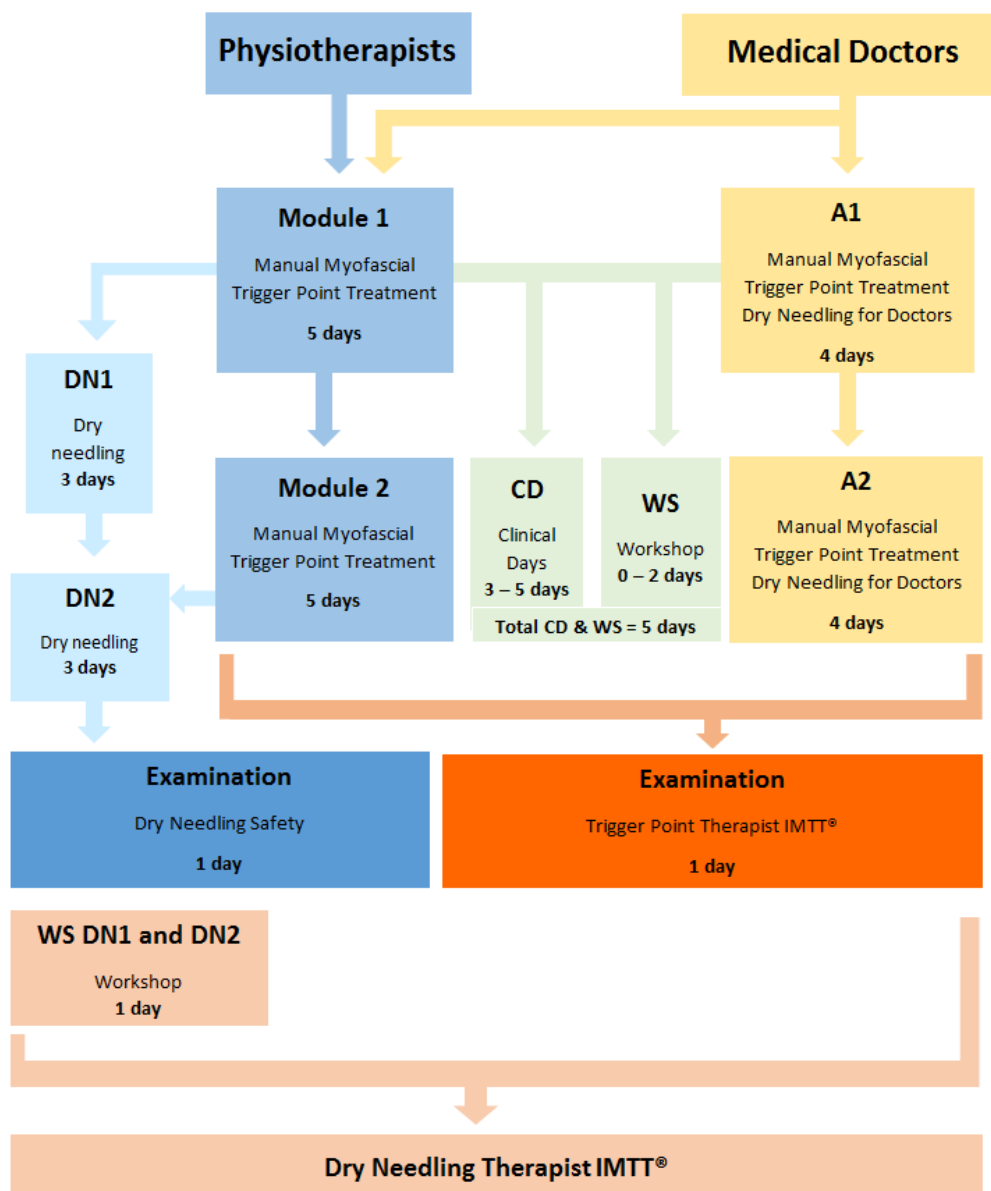 Physiotherapists
Medical Doctors
Module 1
Manual Myofascial
Trigger Point Treatment
5 days
A1
Manual Myofascial
Trigger Point Treatment
Dry Needling for Doctors
4 days
DN1
Dry
needling
3 days
Module 2
Manual Myofascial
Trigger Point Treatment
5 days
CD
Clinical
Days
3 – 5 days
WS
Workshop
0 – 2 days
Total CD & WS = 5 days
A2
Manual Myofascial
Trigger Point Treatment
Dry Needling for Doctors
4 days
DN2
Dry needling
3 days
Examination
Dry Needling Safety
1 day
Examination
Trigger Point Therapist IMTT®
1 day
WS DN1 and DN2
Workshop
1 day
Dry Needling Therapist IMTT®